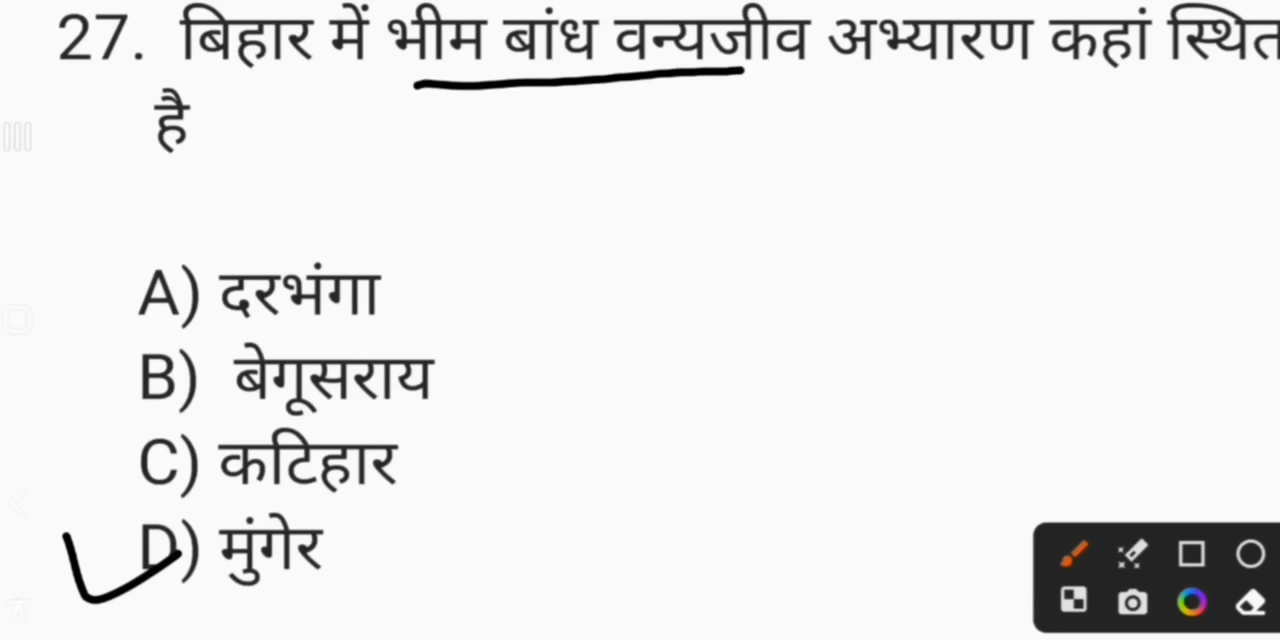 27. बिहार में भीम बांध वन्यजीव अभ्यारण कहां स्थित
है
A) दरभंगा
B) बेगूसराय
C) कटिहार
D) मुंगेर